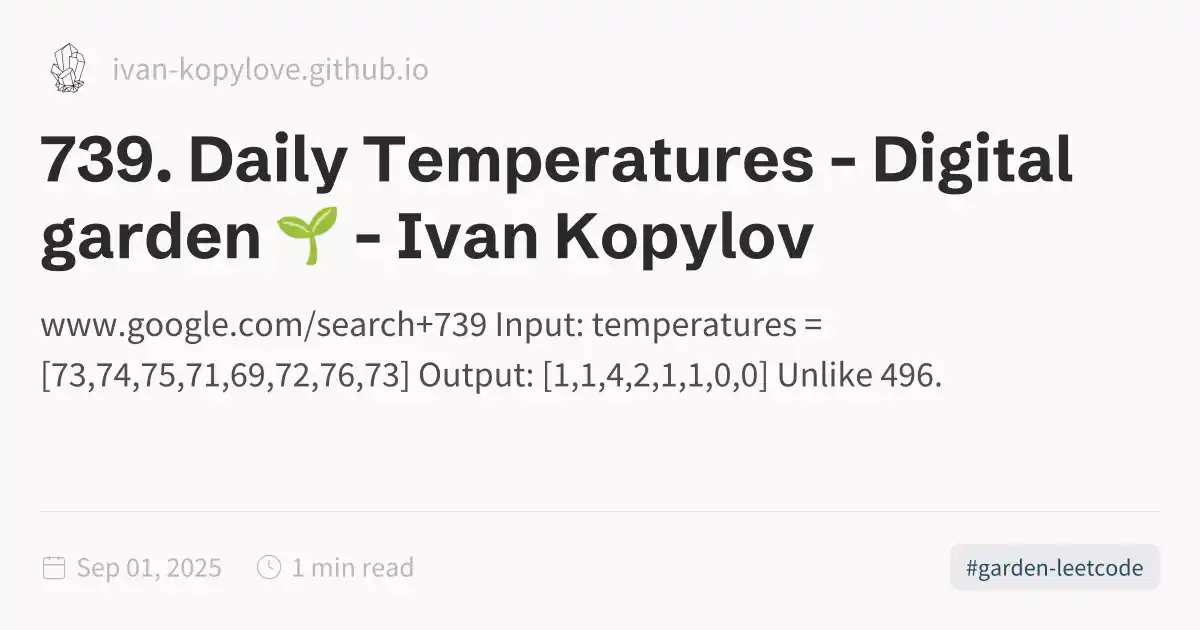 ivan-kopylove.github.io
739. Daily Temperatures - Digital
garden 🌱 - Ivan Kopylov
www.google.com/search+739 Input: temperatures =
[73,74,75,71,69,72,76,73] Output: [1,1,4,2,1,1,0,0] Unlike 496.
Sep 01, 2025 1 min read
#garden-leetcode